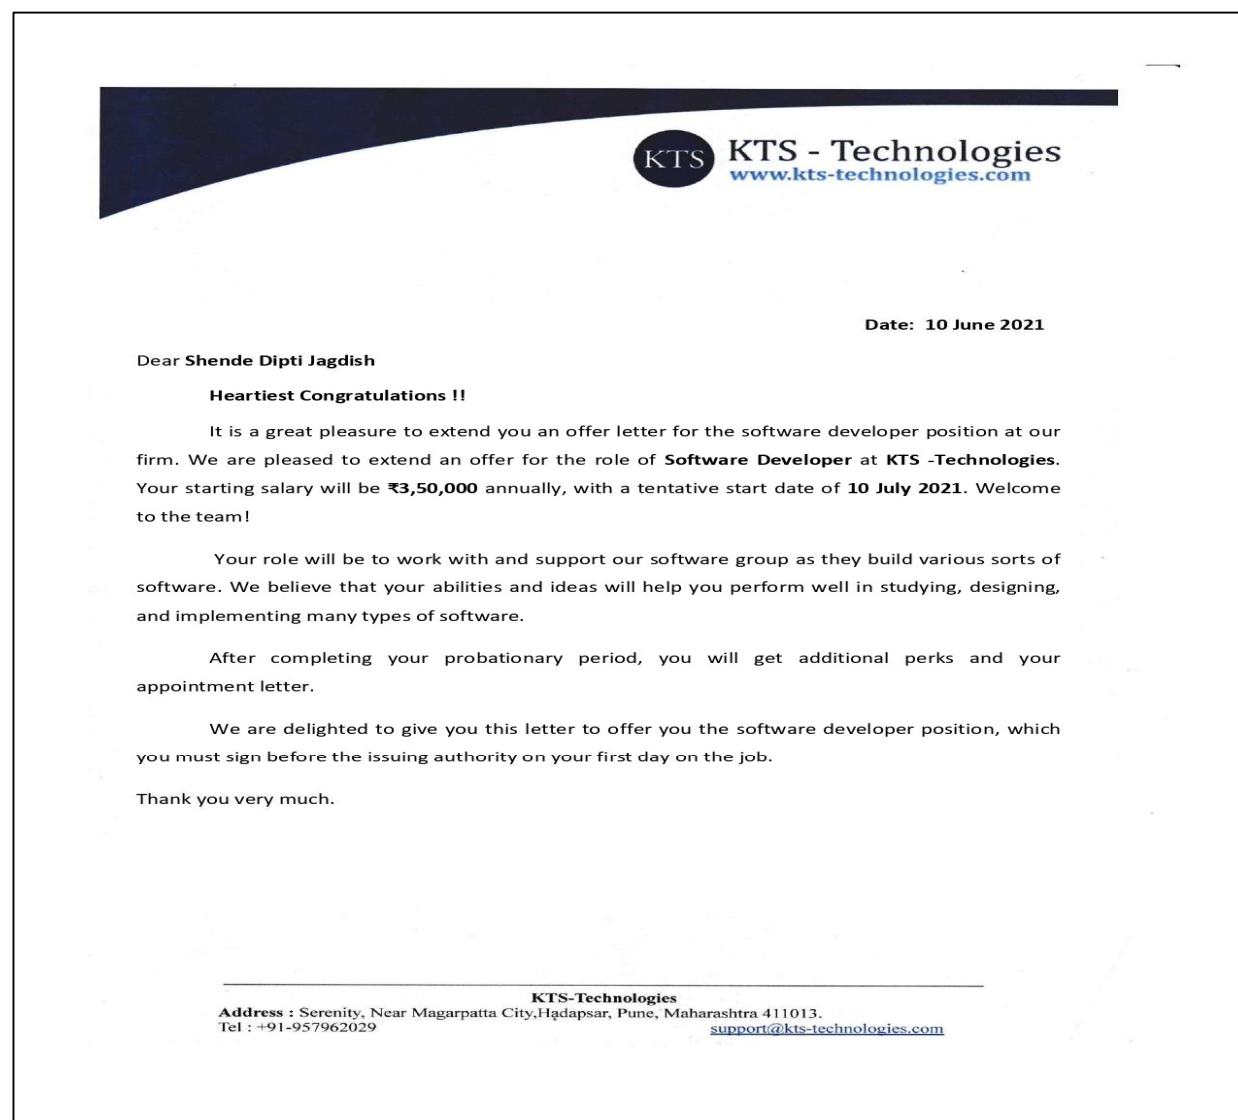 KTS
KTS - Technologies
www.kts-technologies.com
Date: 10 June 2021
Dear Shende Dipti Jagdish
Heartiest Congratulations !!
It is a great pleasure to extend you an offer letter for the software developer position at our
firm. We are pleased to extend an offer for the role of Software Developer at KTS -Technologies.
Your starting salary will be ₹3,50,000 annually, with a tentative start date of 10 July 2021. Welcome
to the team!
Your role will be to work with and support our software group as they build various sorts of
software. We believe that your abilities and ideas will help you perform well in studying, designing,
and implementing many types of software.
After completing your probationary period, you will get additional perks and your
appointment letter.
We are delighted to give you this letter to offer you the software developer position, which
you must sign before the issuing authority on your first day on the job.
Thank you very much.
KTS-Technologies
Address : Serenity, Near Magarpatta City,Hadapsar, Pune, Maharashtra 411013.
Tel : +91-957962029 support@kts-technologies.com